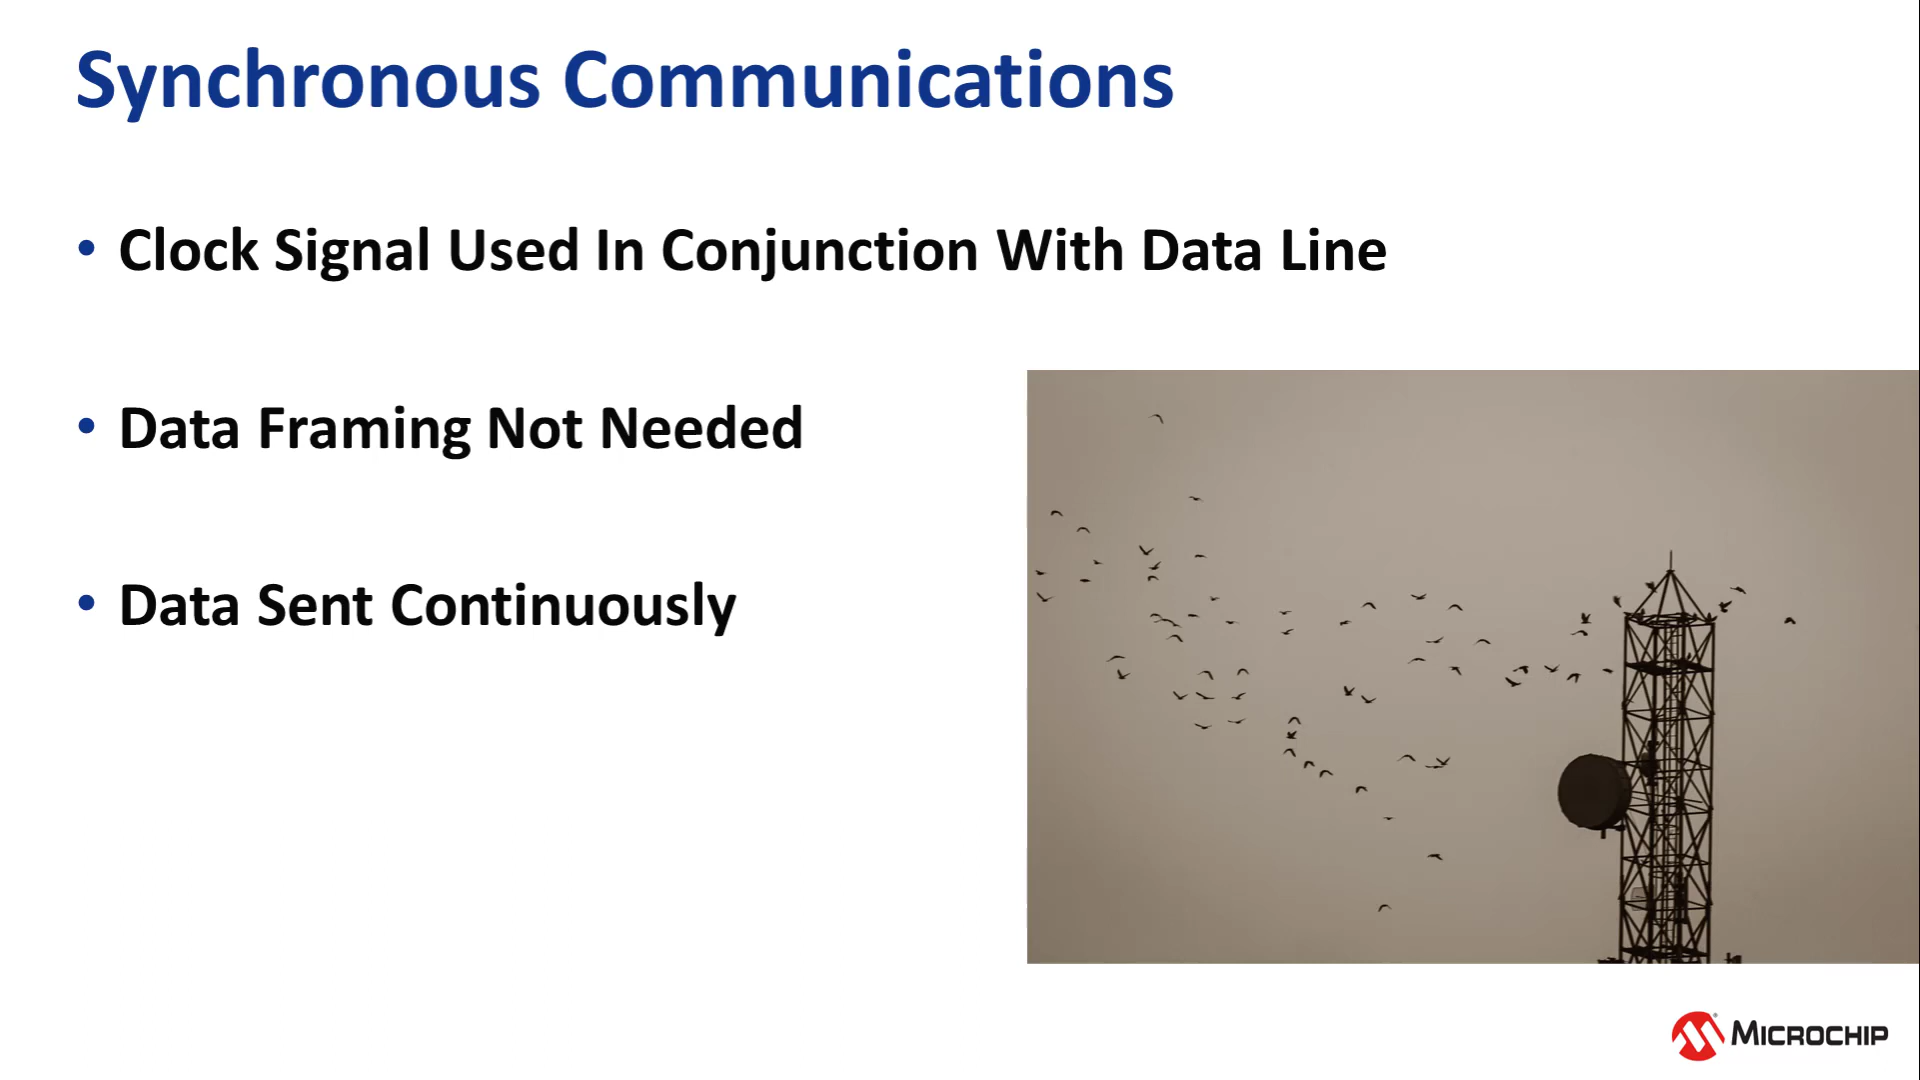 Synchronous Communications
• Clock Signal Used In Conjunction With Data Line
• Data Framing Not Needed
• Data Sent Continuously
MICROCHIP